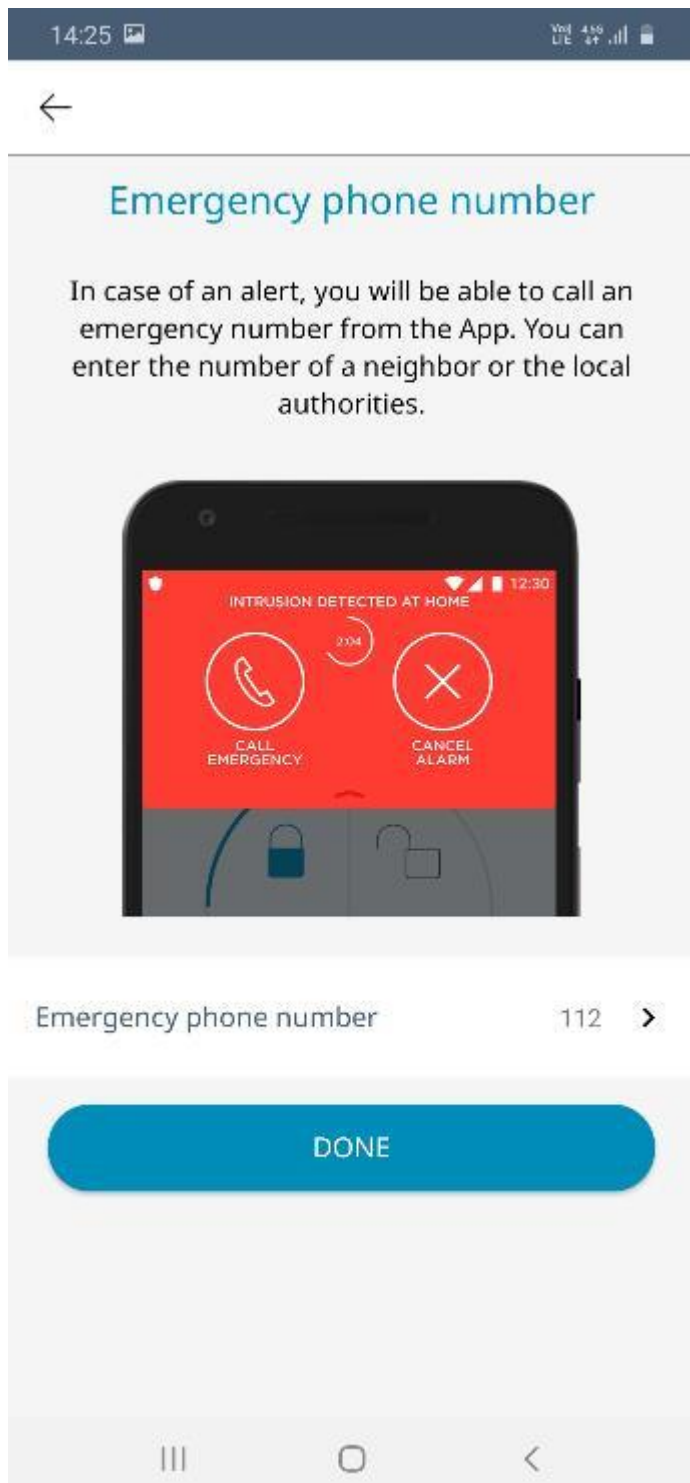 14:25
Emergency phone number
In case of an alert, you will be able to call an
emergency number from the App. You can
enter the number of a neighbor or the local
authorities.
12:30
INTRUSION DETECTED AT HOME
2:04
CALL
EMERGENCY
CANCEL
ALARM
Emergency phone number 112
DONE